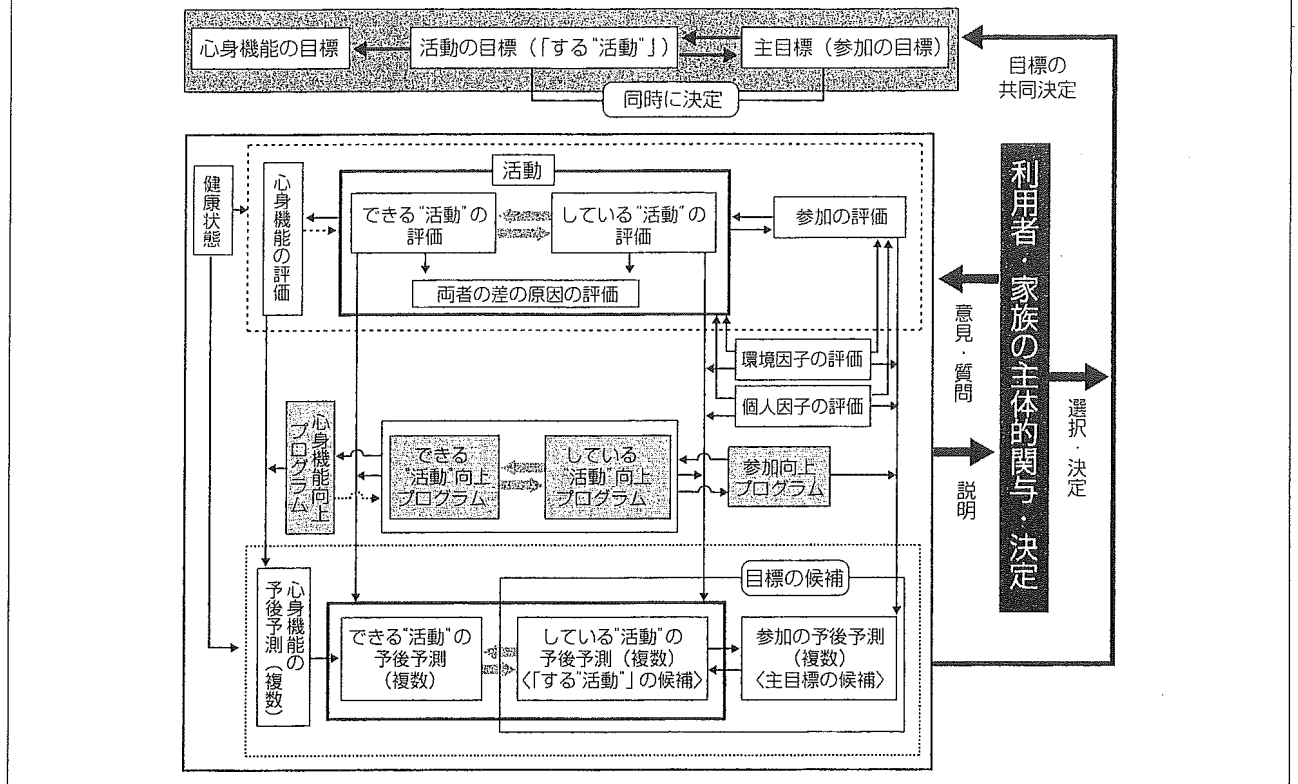 心身機能の目標
活動の目標(「する"活動"」)
主目標(参加の目標)
同時に決定
目標の
共同決定
健康状態
心身機能の評価
活動
できる"活動"の
評価
している"活動"の
評価
両者の差の原因の評価
参加の評価
環境因子の評価
個人因子の評価
心身機能向上
プログラム
できる
"活動"向上
プログラム
している
"活動"向上
プログラム
参加向上
プログラム
目標の候補
心身機能の
予後予測(複数)
できる"活動"の
予後予測
(複数)
している"活動"の
予後予測(複数)
〈「する"活動"」の候補〉
参加の予後予測
(複数)
〈主目標の候補〉
意見・質問
説明
利用者・家族の主体的関与・決定
選択・決定